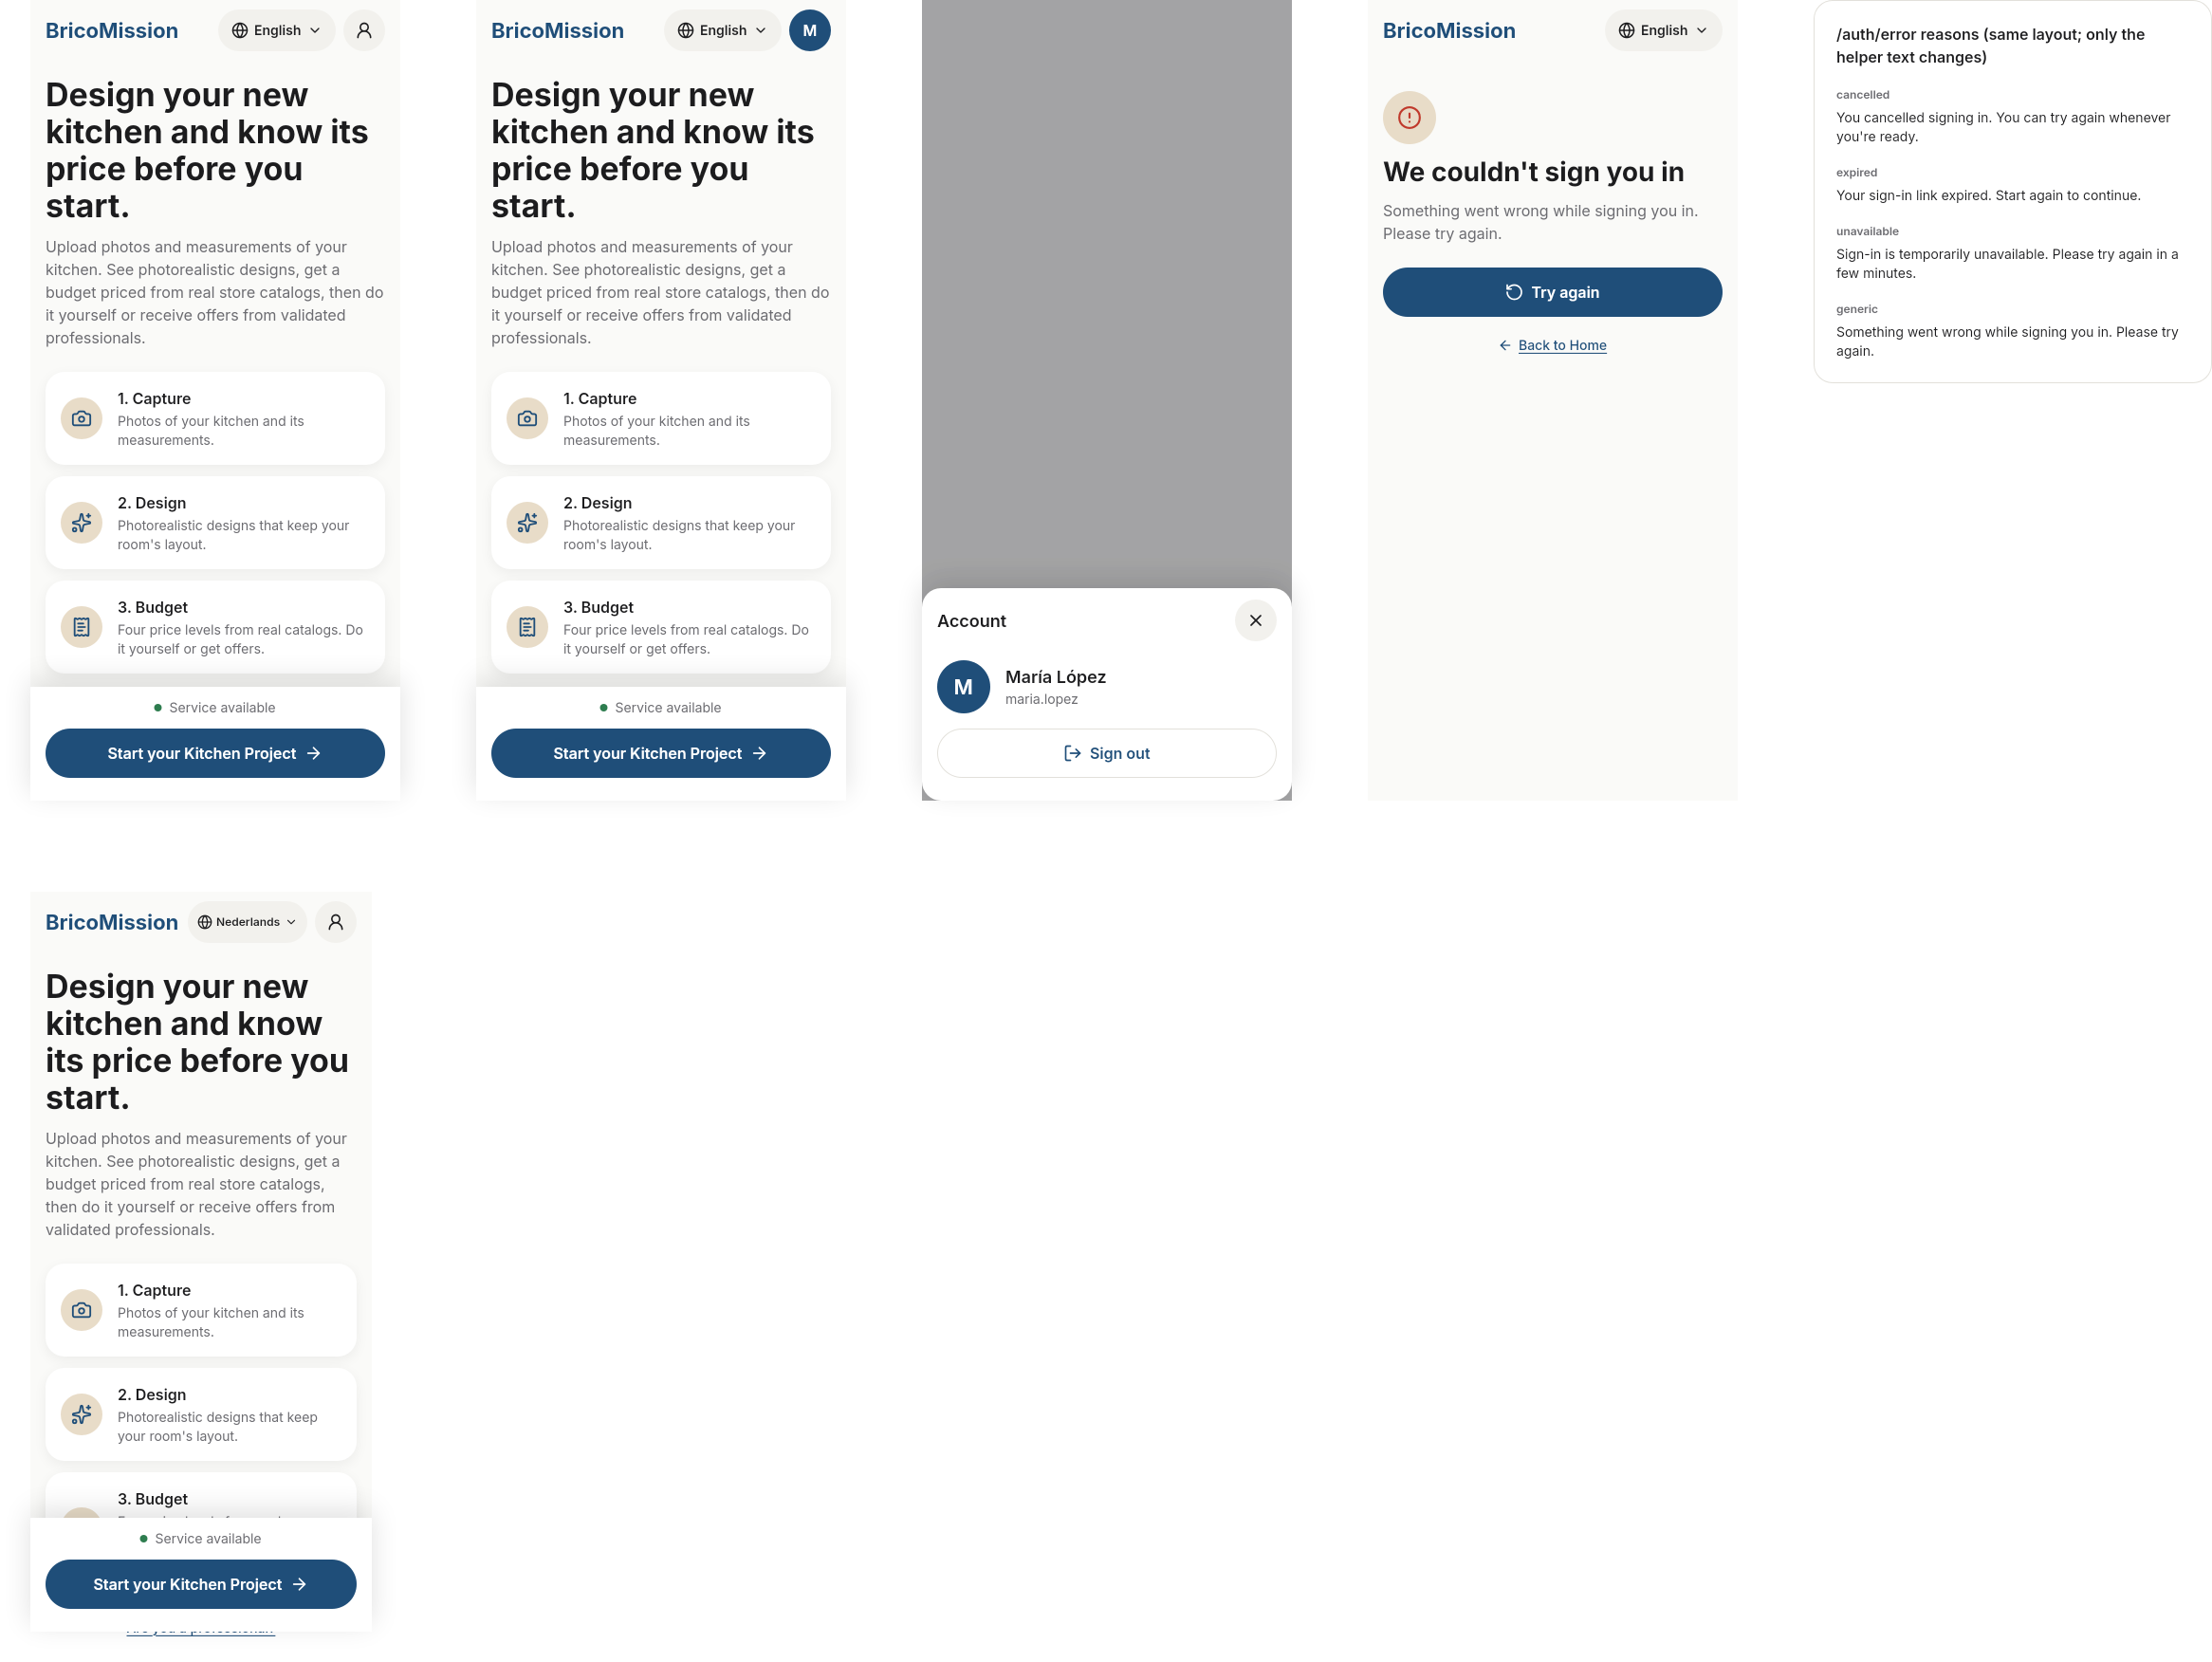 BricoMission
English
Design your new
kitchen and know its
price before you
start.
Upload photos and measurements of your
kitchen. See photorealistic designs, get a
budget priced from real store catalogs, then do
it yourself or receive offers from validated
professionals.
1. Capture
Photos of your kitchen and its
measurements.
2. Design
Photorealistic designs that keep your
room's layout.
3. Budget
Four price levels from real catalogs. Do
it yourself or get offers.
Service available
Start your Kitchen Project
BricoMission
English
M
Design your new
kitchen and know its
price before you
start.
Upload photos and measurements of your
kitchen. See photorealistic designs, get a
budget priced from real store catalogs, then do
it yourself or receive offers from validated
professionals.
1. Capture
Photos of your kitchen and its
measurements.
2. Design
Photorealistic designs that keep your
room's layout.
3. Budget
Four price levels from real catalogs. Do
it yourself or get offers.
Service available
Start your Kitchen Project
Account
M
María López
maria.lopez
Sign out
BricoMission
English
We couldn't sign you in
Something went wrong while signing you in.
Please try again.
Try again
Back to Home
/auth/error reasons (same layout; only the
helper text changes)
cancelled
You cancelled signing in. You can try again whenever
you're ready.
expired
Your sign-in link expired. Start again to continue.
unavailable
Sign-in is temporarily unavailable. Please try again in a
few minutes.
generic
Something went wrong while signing you in. Please try
again.
BricoMission
Nederlands
Design your new
kitchen and know
its price before you
start.
Upload photos and measurements of your
kitchen. See photorealistic designs, get a
budget priced from real store catalogs,
then do it yourself or receive offers from
validated professionals.
1. Capture
Photos of your kitchen and its
measurements.
2. Design
Photorealistic designs that keep
your room's layout.
3. Budget
Service available
Start your Kitchen Project